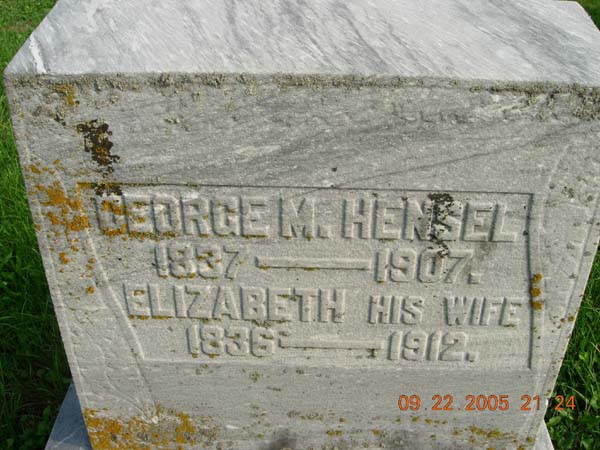 GEORGE M. HENSEL
1837 — 1907.
ELIZABETH HIS WIFE
1836 — 1912.
09.22.2005 21:24